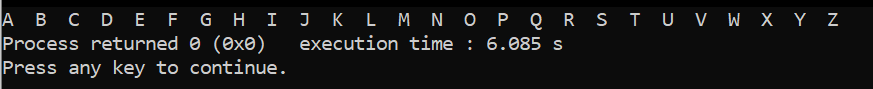 A  B  C  D  E  F  G  H  I  J  K  L  M  N  O  P  Q  R  S  T  U  V  W  X  Y  Z
Process returned 0 (0x0)   execution time : 6.085 s
Press any key to continue.